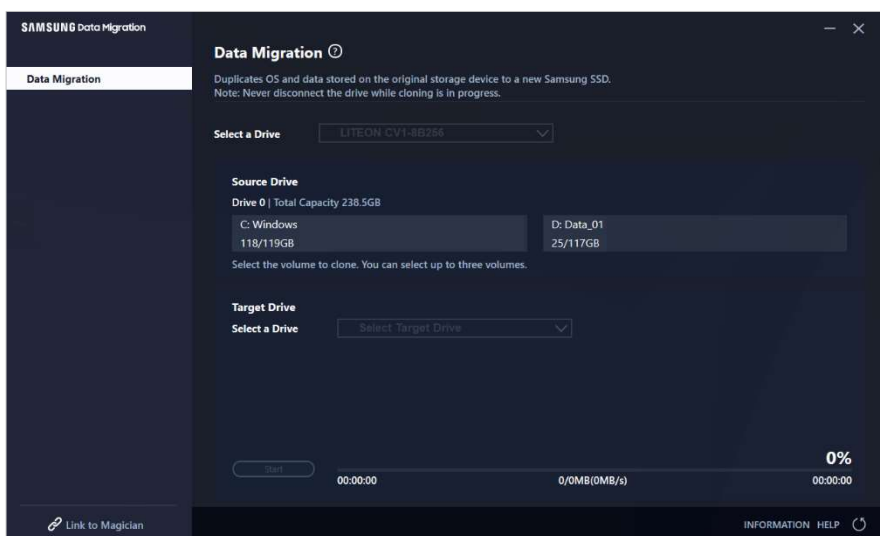 SAMSUNG Data Migration
Data Migration
Data Migration ?
Duplicates OS and data stored on the original storage device to a new Samsung SSD.
Note: Never disconnect the drive while cloning is in progress.
Select a Drive LITEON CV1-8B256
Source Drive
Drive 0 | Total Capacity 238.5GB
C: Windows D: Data_01
118/119GB 25/117GB
Select the volume to clone. You can select up to three volumes.
Target Drive
Select a Drive Select Target Drive
0%
Start
00:00:00 0/0MB(0MB/s) 00:00:00
Link to Magician INFORMATION HELP